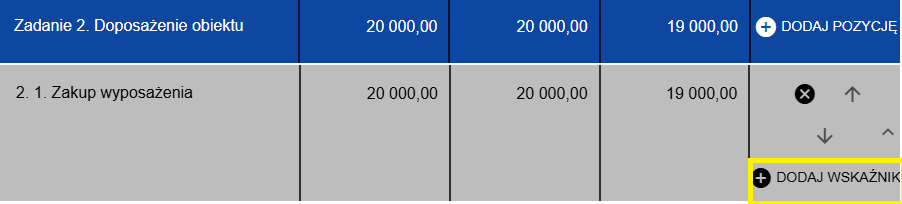 Zadanie 2. Doposażenie obiektu 20 000,00 20 000,00 19 000,00 DODAJ POZYCJĘ
2. 1. Zakup wyposażenia 20 000,00 20 000,00 19 000,00
DODAJ WSKAŹNIK